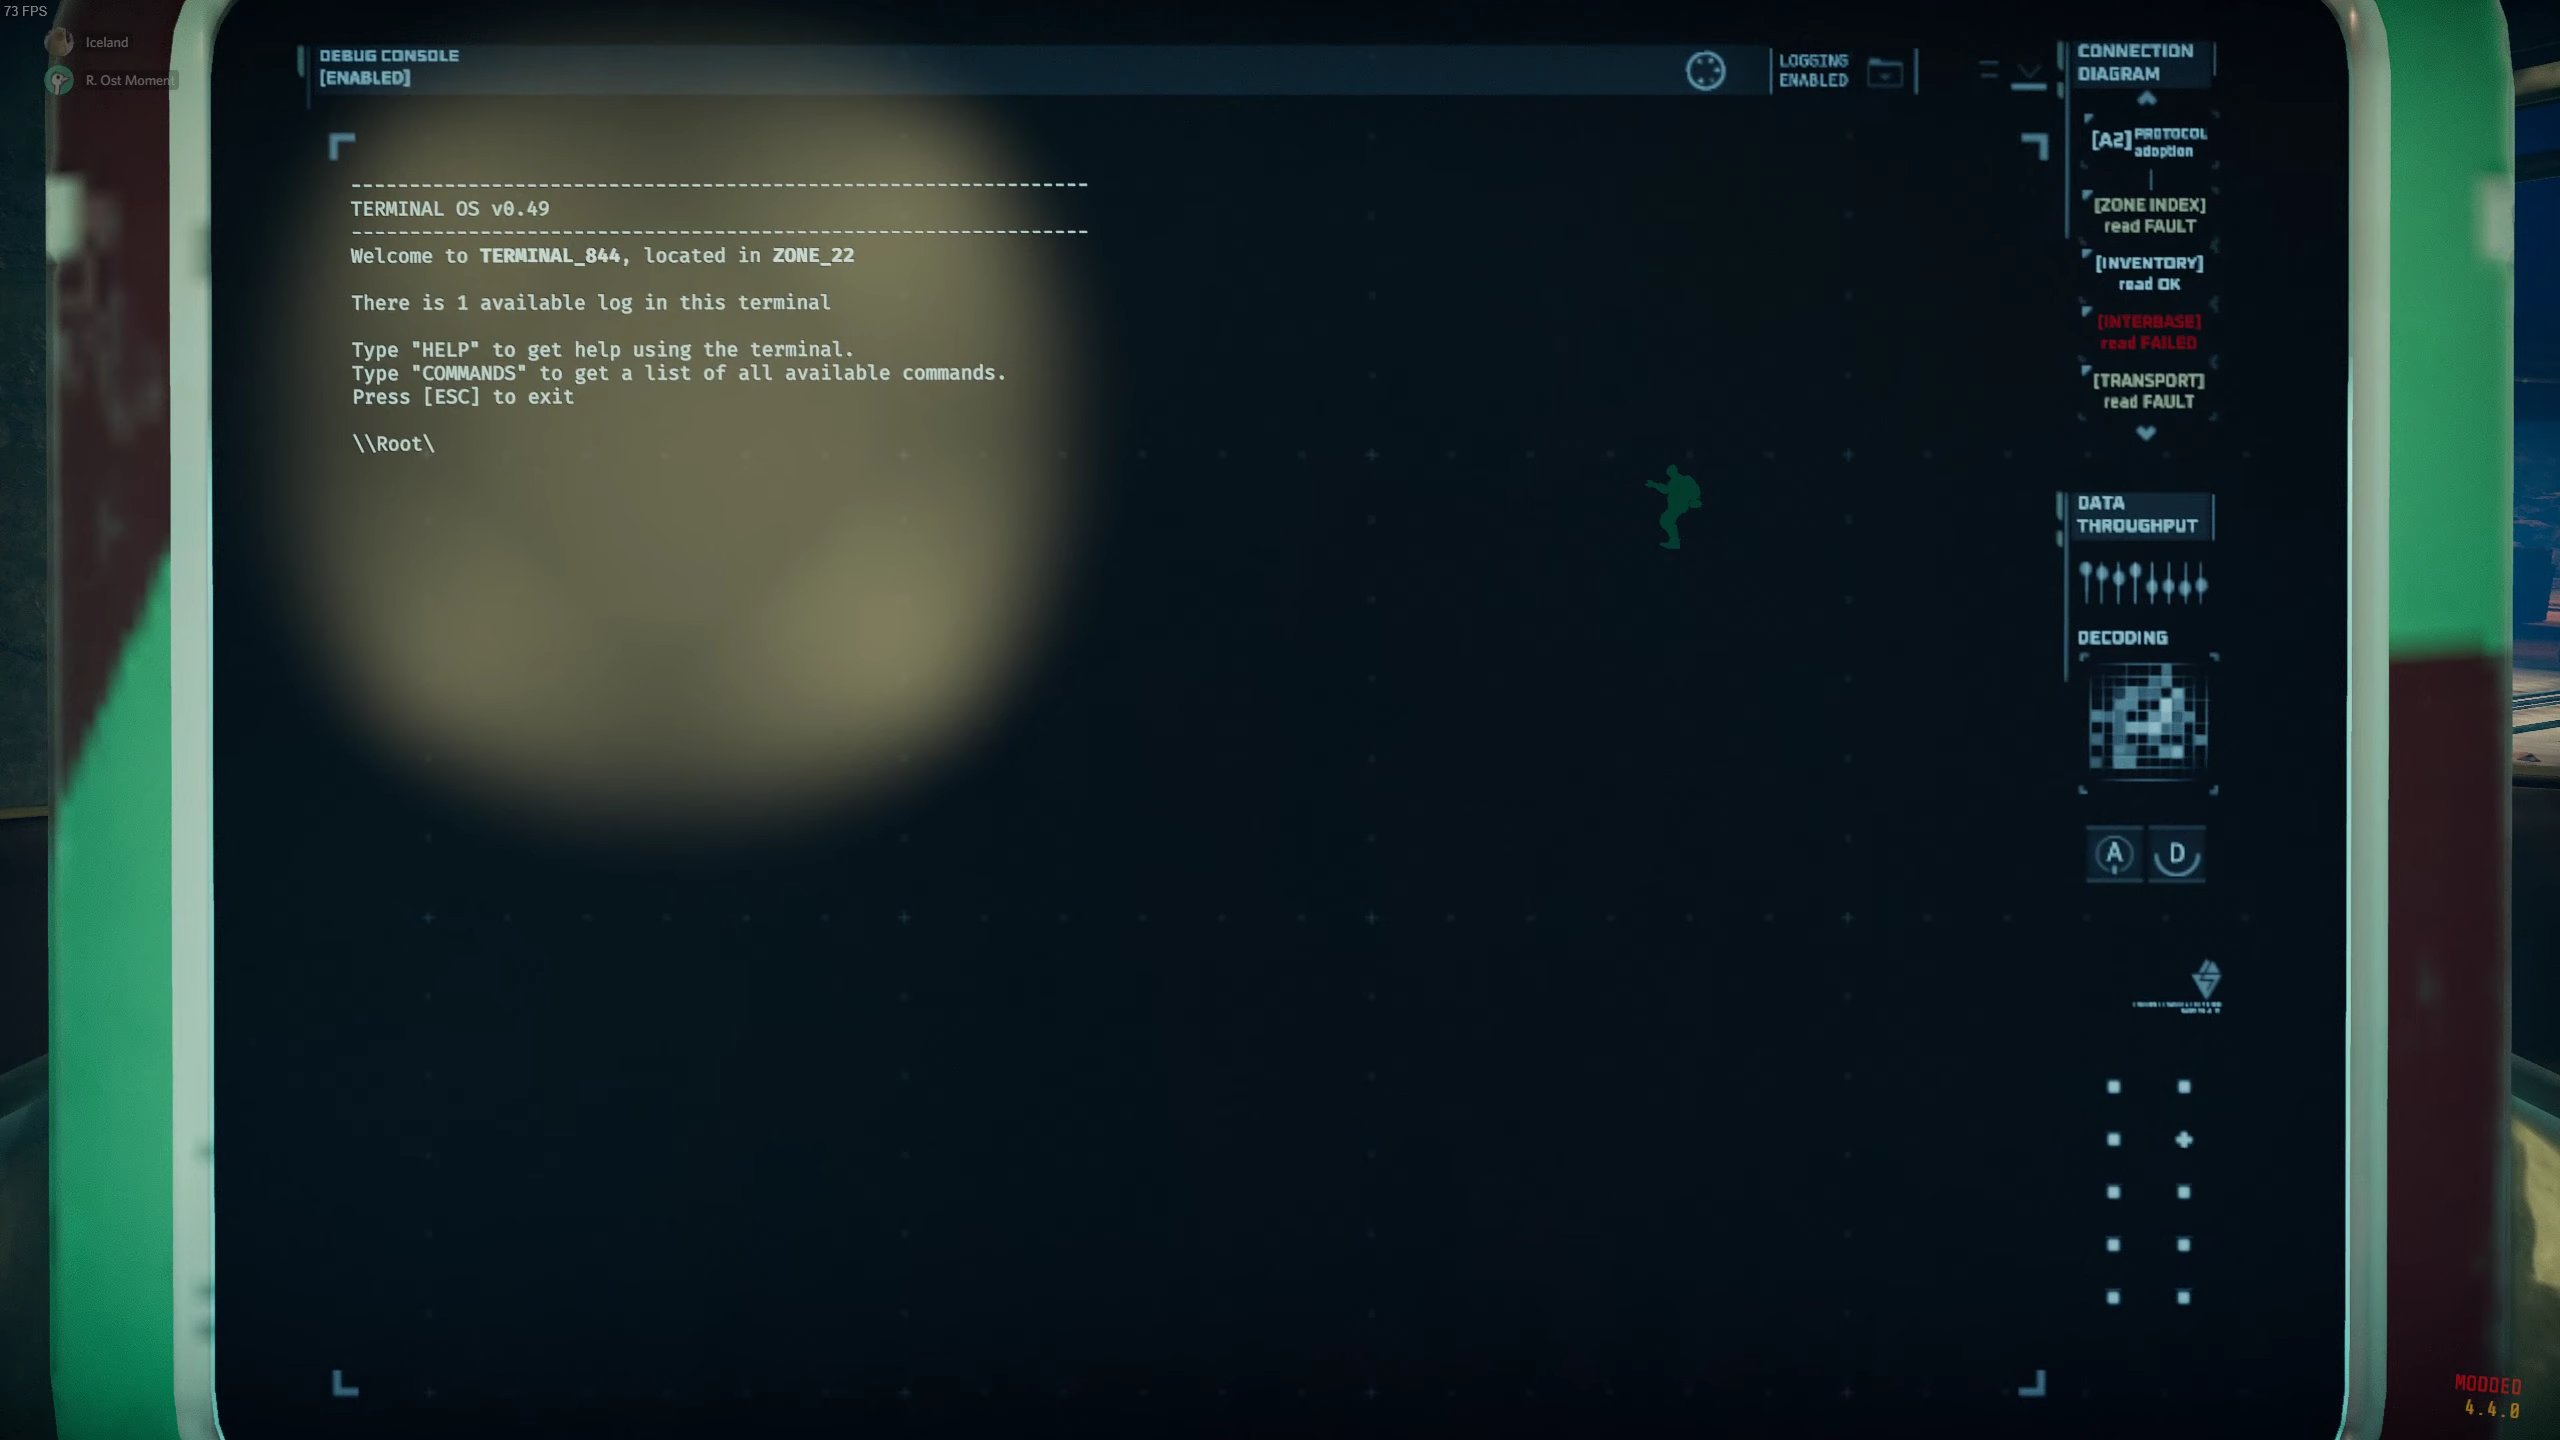 73 FPS
Iceland
R. Ost Moment
DEBUG CONSOLE
[ENABLED]
LOGGING
ENABLED
--------------------------------------------------------------
TERMINAL OS v0.49
--------------------------------------------------------------
Welcome to TERMINAL_844, located in ZONE_22
There is 1 available log in this terminal
Type "HELP" to get help using the terminal.
Type "COMMANDS" to get a list of all available commands.
Press [ESC] to exit
\\Root\
CONNECTION
DIAGRAM
[A2] PROTOCOL
adoption
[ZONE INDEX]
read FAULT
[INVENTORY]
read OK
[INTERBASE]
read FAILED
[TRANSPORT]
read FAULT
DATA
THROUGHPUT
DECODING
A D
MODDED
4.4.0